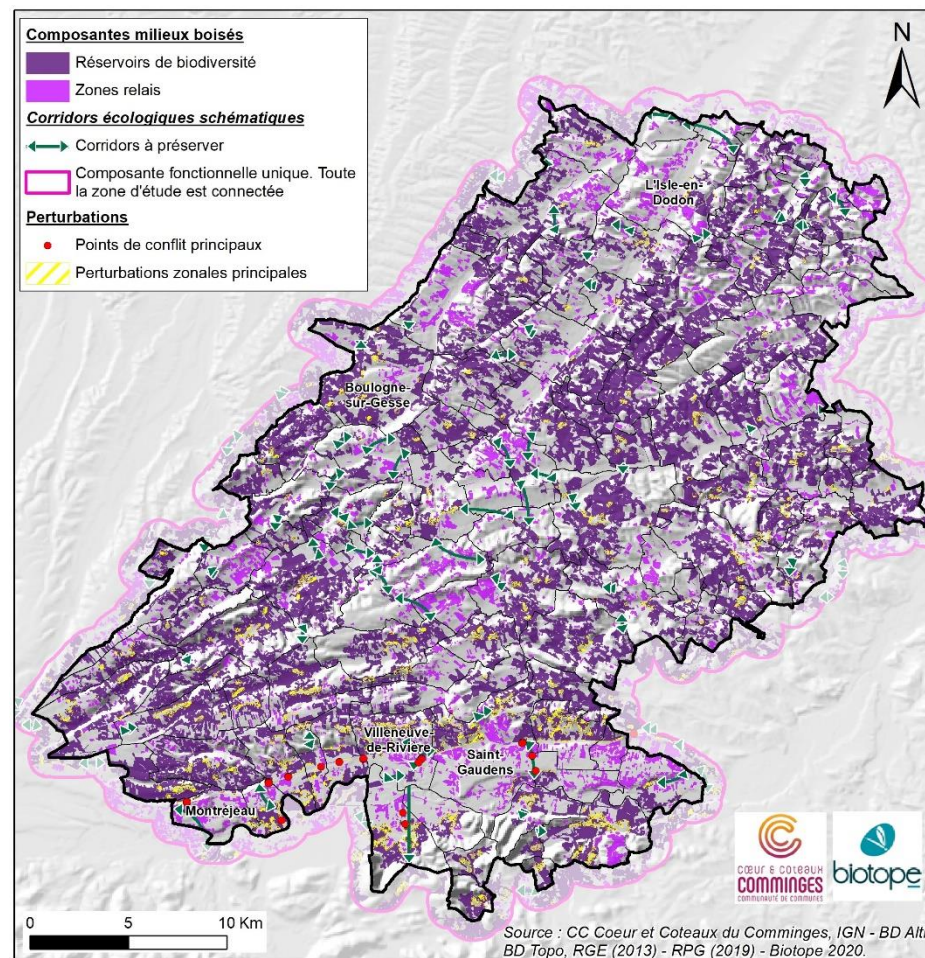 Composantes milieux boisés
Réservoirs de biodiversité
Zones relais
Corridors écologiques schématiques
Corridors à préserver
Composante fonctionnelle unique. Toute
la zone d'étude est connectée
Perturbations
Points de conflit principaux
Perturbations zonales principales
N
L'Isle-en-
Dodon
Boulogne-
sur-Gesse
Villeneuve-
de-Rivière
Saint-
Gaudens
Montréjeau
0 5 10 Km
cœur & coteaux
COMMINGES
COMMUNAUTÉ DE COMMUNES
biotope
Source : CC Coeur et Coteaux du Comminges, IGN - BD Alti
BD Topo, RGE (2013) - RPG (2019) - Biotope 2020.